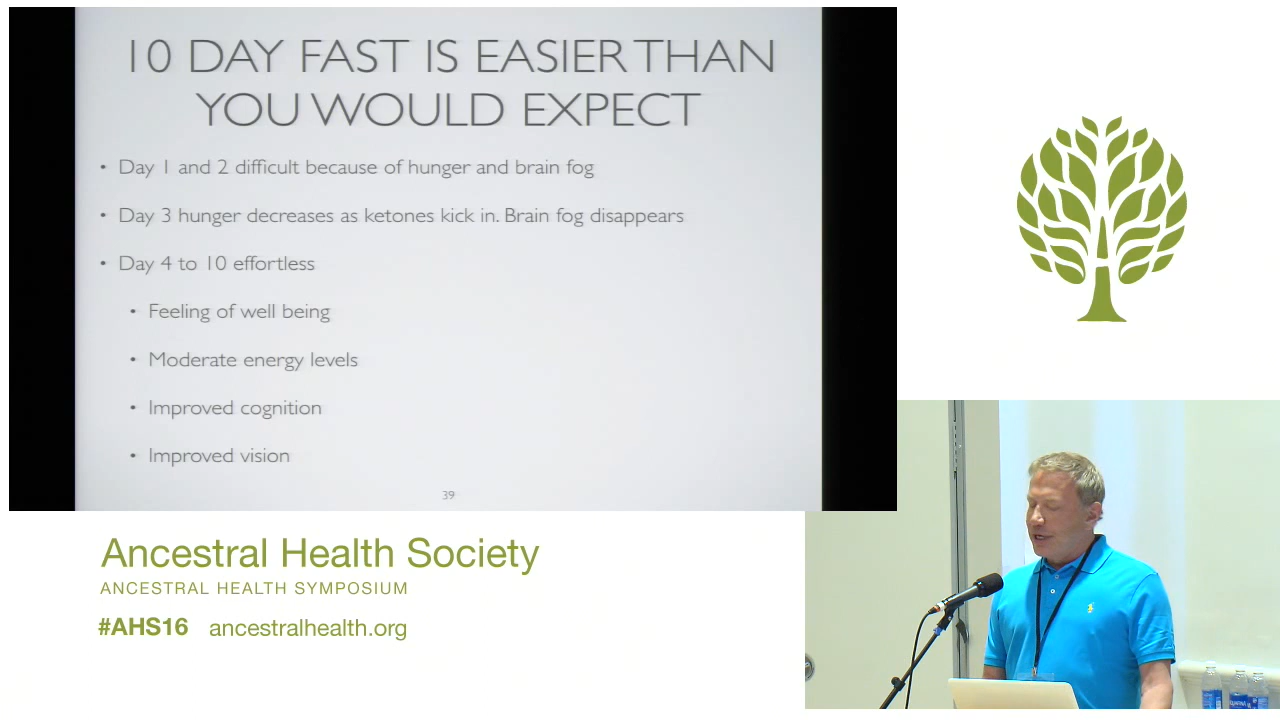 10 DAY FAST IS EASIER THAN
YOU WOULD EXPECT
• Day 1 and 2 difficult because of hunger and brain fog
• Day 3 hunger decreases as ketones kick in. Brain fog disappears
• Day 4 to 10 effortless
• Feeling of well being
• Moderate energy levels
• Improved cognition
• Improved vision
39
Ancestral Health Society
ANCESTRAL HEALTH SYMPOSIUM
#AHS16 ancestralhealth.org